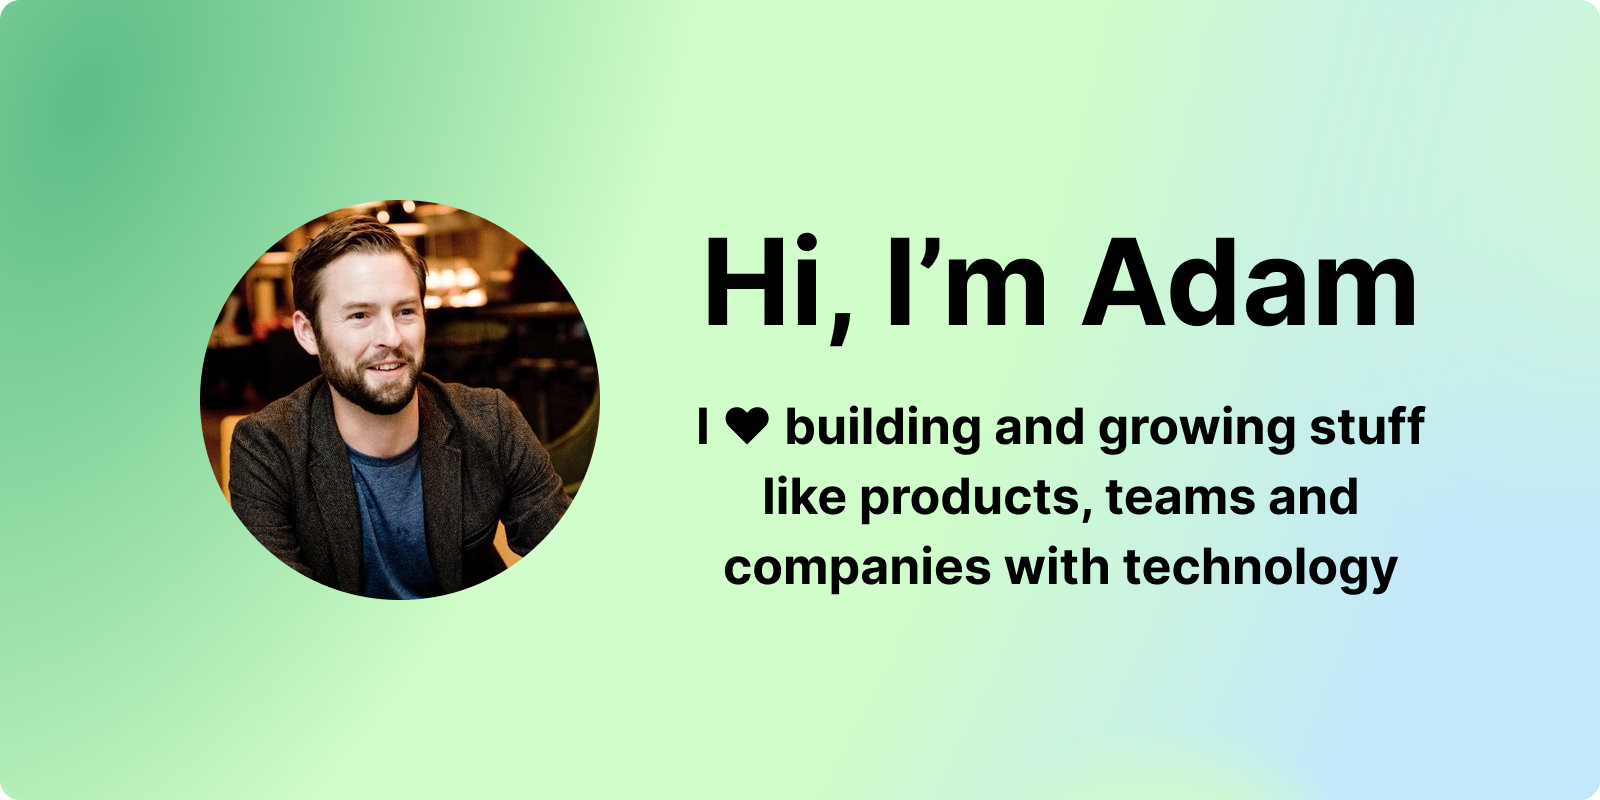 Hi, I’m Adam
I ♥ building and growing stuff
like products, teams and
companies with technology